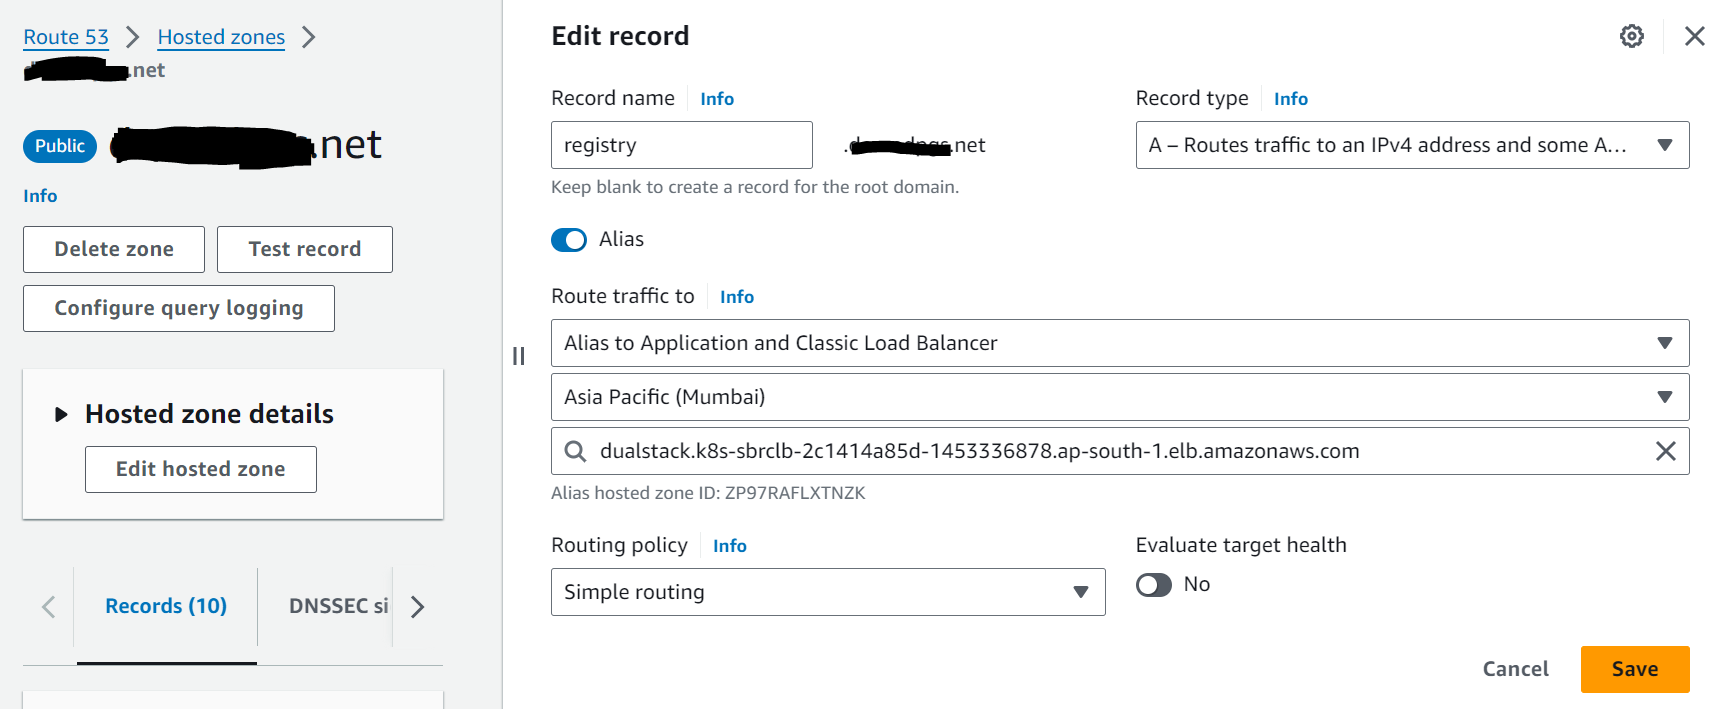 Route 53 Hosted zones
.net
Public .net
Info
Delete zone Test record
Configure query logging
Hosted zone details
Edit hosted zone
Records (10) DNSSEC si
Edit record
Record name Info
registry .net
Keep blank to create a record for the root domain.
Record type Info
A – Routes traffic to an IPv4 address and some A...
Alias
Route traffic to Info
Alias to Application and Classic Load Balancer
Asia Pacific (Mumbai)
dualstack.k8s-sbrclb-2c1414a85d-1453336878.ap-south-1.elb.amazonaws.com
Alias hosted zone ID: ZP97RAFLXTNZK
Routing policy Info
Simple routing
Evaluate target health
No
Cancel Save